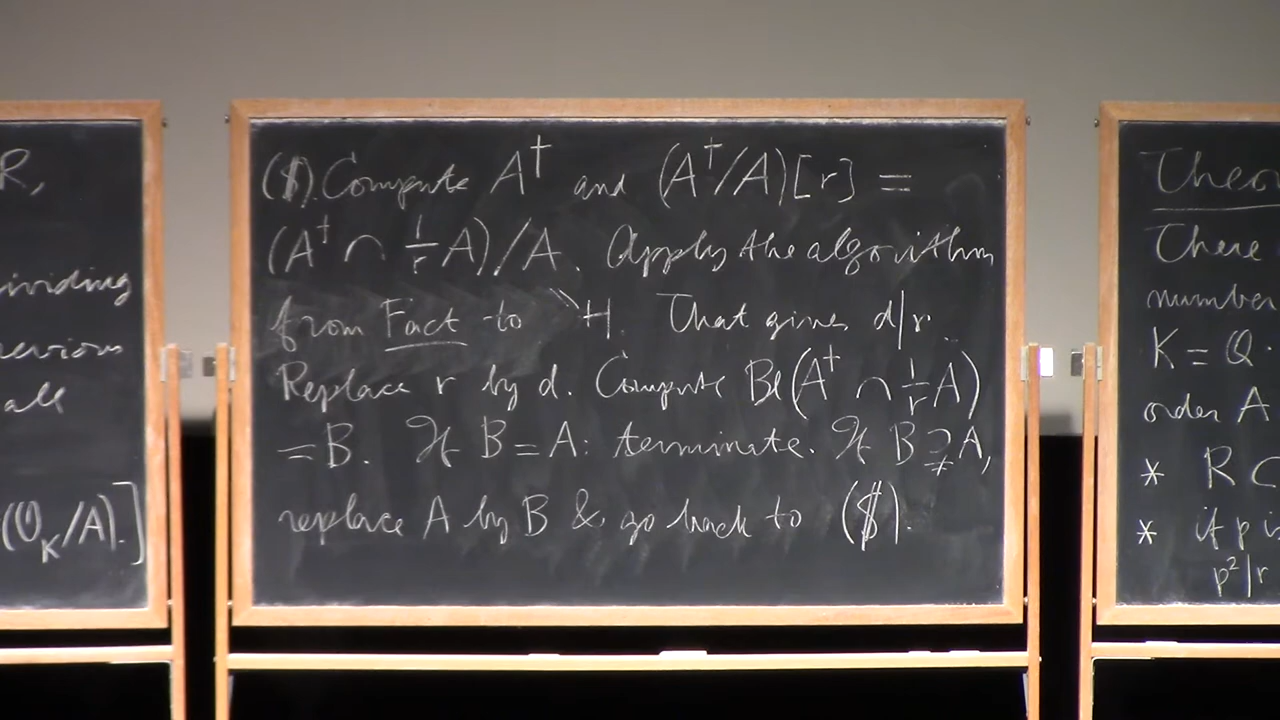 R,
ividing
revious
all
(O_K/A).]
($). Compute A† and (A†/A)[r] =
(A† ∩ 1/r A)/A. Apply the algorithm
from Fact to "H. That gives d|r.
Replace r by d. Compute Bl(A† ∩ 1/r A)
= B. If B = A: terminate. If B ⊋ A,
replace A by B & go back to ($).
Theor
There
number
K = Q
order A
* R ⊂
* if p i
p²|r